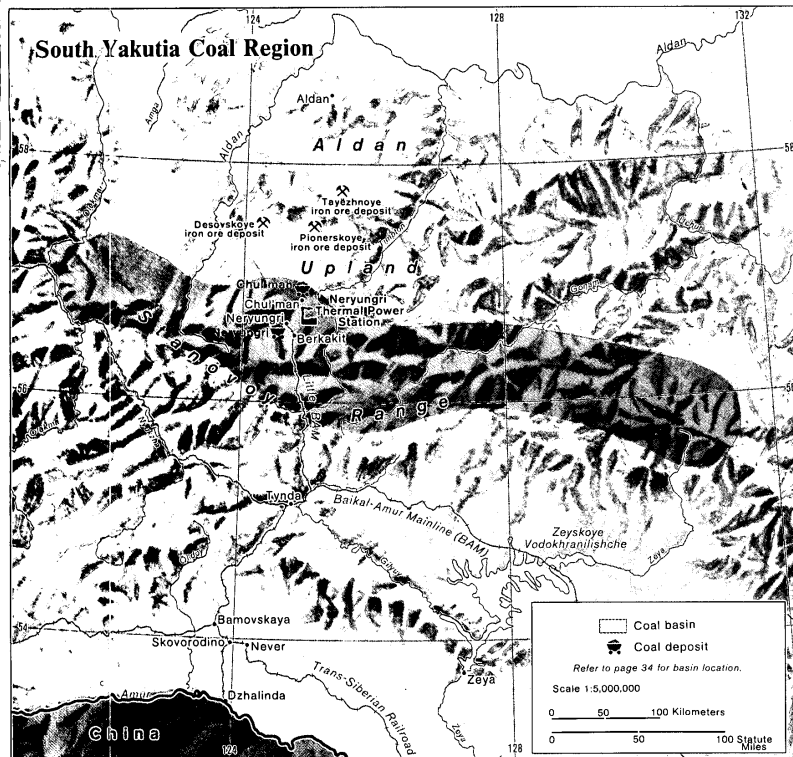 124
128
132
South Yakutia Coal Region
Aldan
Amga
Aldan
Aldan
Aldan
58
58
Tayëzhnoye
iron ore deposit
Desovskoye
iron ore deposit
Pionerskoye
iron ore deposit
Upland
Chul'man
Chul'man
Neryungri
Thermal Power
Station
Neryungri
Neryungri
Berkakit
Stanovoy
Range
56
56
Little BAM
Tynda
Baikal-Amur Mainline (BAM)
Zeyskoye
Vodokhranilishche
Gilyuy
Zeya
Bamovskaya
54
Skovorodino
Never
Trans-Siberian Railroad
Zeya
Zeya
Amur
Dzhalinda
China
124
128
Coal basin
Coal deposit
Refer to page 34 for basin location.
Scale 1:5,000,000
0 50 100 Kilometers
0 50 100 Statute
Miles